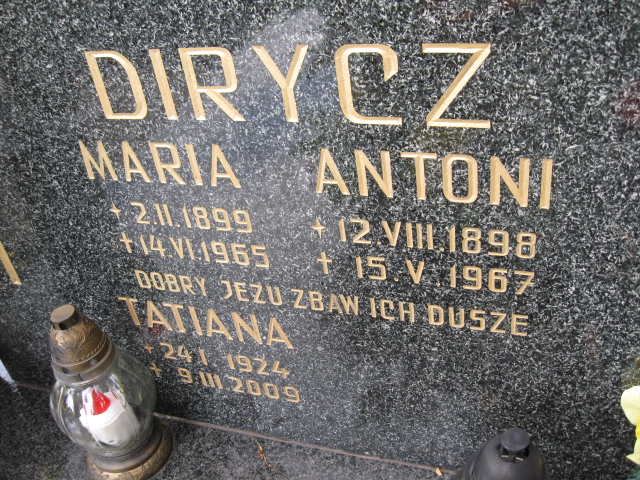 DIRYCZ
MARIA ANTONI
* 2.II.1899 * 12.VIII.1898
† 14 VI.1965 † 15.V.1967
DOBRY JEZU ZBAW ICH DUSZE
TATIANA
* 24.I.1924
† 9 III.2009